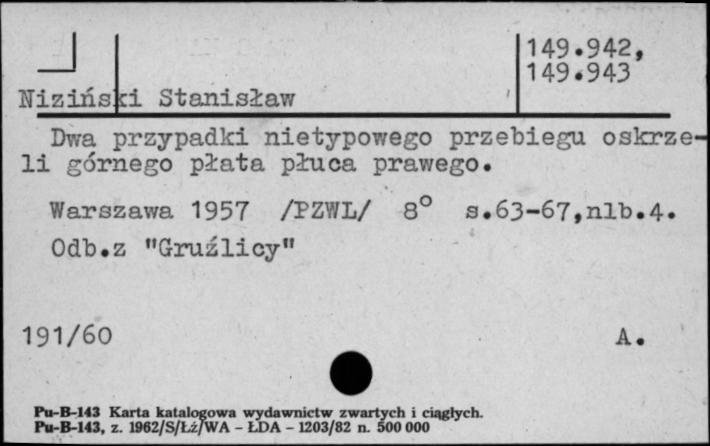 149.942,
149.943
Niziński Stanisław
Dwa przypadki nietypowego przebiegu oskrze-
li górnego płata płuca prawego.
Warszawa 1957 /PZWL/ 8° s.63-67,nlb.4.
Odb.z "Gruźlicy"
191/60 A.
Pu-B-143 Karta katalogowa wydawnictw zwartych i ciągłych.
Pu-B-143, z. 1962/S/Łż/WA - ŁDA - 1203/82 n. 500 000